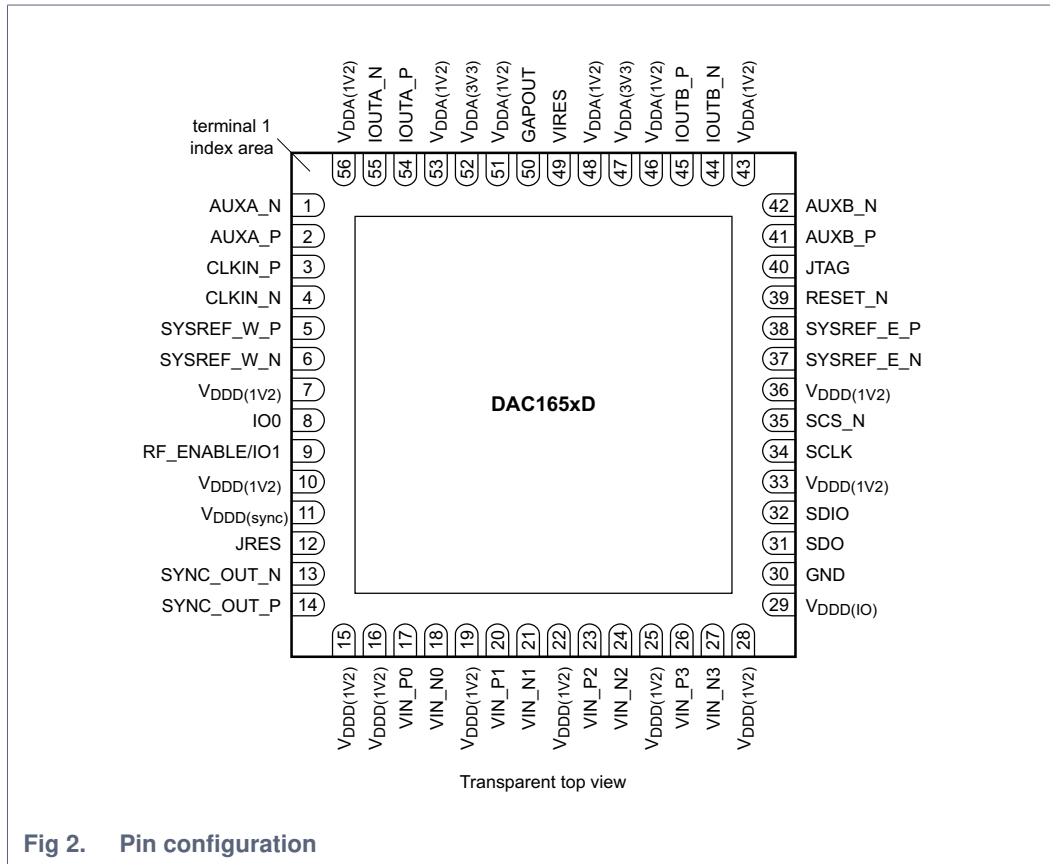 VDDA(1V2)
IOUTA_N
IOUTA_P
VDDA(1V2)
VDDA(3V3)
VDDA(1V2)
GAPOUT
VIRES
VDDA(1V2)
VDDA(3V3)
VDDA(1V2)
IOUTB_P
IOUTB_N
VDDA(1V2)
terminal 1
index area
56 55 54 53 52 51 50 49 48 47 46 45 44 43
AUXA_N 1 42 AUXB_N
AUXA_P 2 41 AUXB_P
CLKIN_P 3 40 JTAG
CLKIN_N 4 39 RESET_N
SYSREF_W_P 5 38 SYSREF_E_P
SYSREF_W_N 6 37 SYSREF_E_N
VDDD(1V2) 7 36 VDDD(1V2)
DAC165xD
IO0 8 35 SCS_N
RF_ENABLE/IO1 9 34 SCLK
VDDD(1V2) 10 33 VDDD(1V2)
VDDD(sync) 11 32 SDIO
JRES 12 31 SDO
SYNC_OUT_N 13 30 GND
SYNC_OUT_P 14 29 VDDD(IO)
15 16 17 18 19 20 21 22 23 24 25 26 27 28
VDDD(1V2)
VDDD(1V2)
VIN_P0
VIN_N0
VDDD(1V2)
VIN_P1
VIN_N1
VDDD(1V2)
VIN_P2
VIN_N2
VDDD(1V2)
VIN_P3
VIN_N3
VDDD(1V2)
Transparent top view
Fig 2. Pin configuration